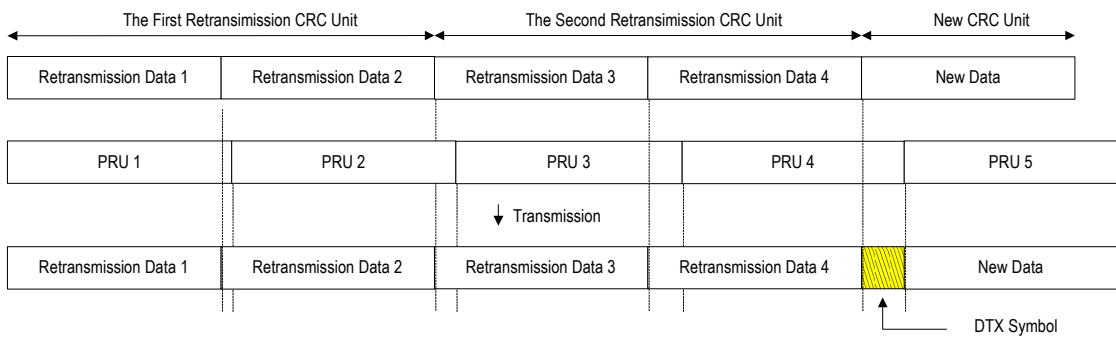 The First Retransimission CRC Unit
The Second Retransimission CRC Unit
New CRC Unit
Retransmission Data 1
Retransmission Data 2
Retransmission Data 3
Retransmission Data 4
New Data
PRU 1
PRU 2
PRU 3
PRU 4
PRU 5
Transmission
Retransmission Data 1
Retransmission Data 2
Retransmission Data 3
Retransmission Data 4
New Data
DTX Symbol